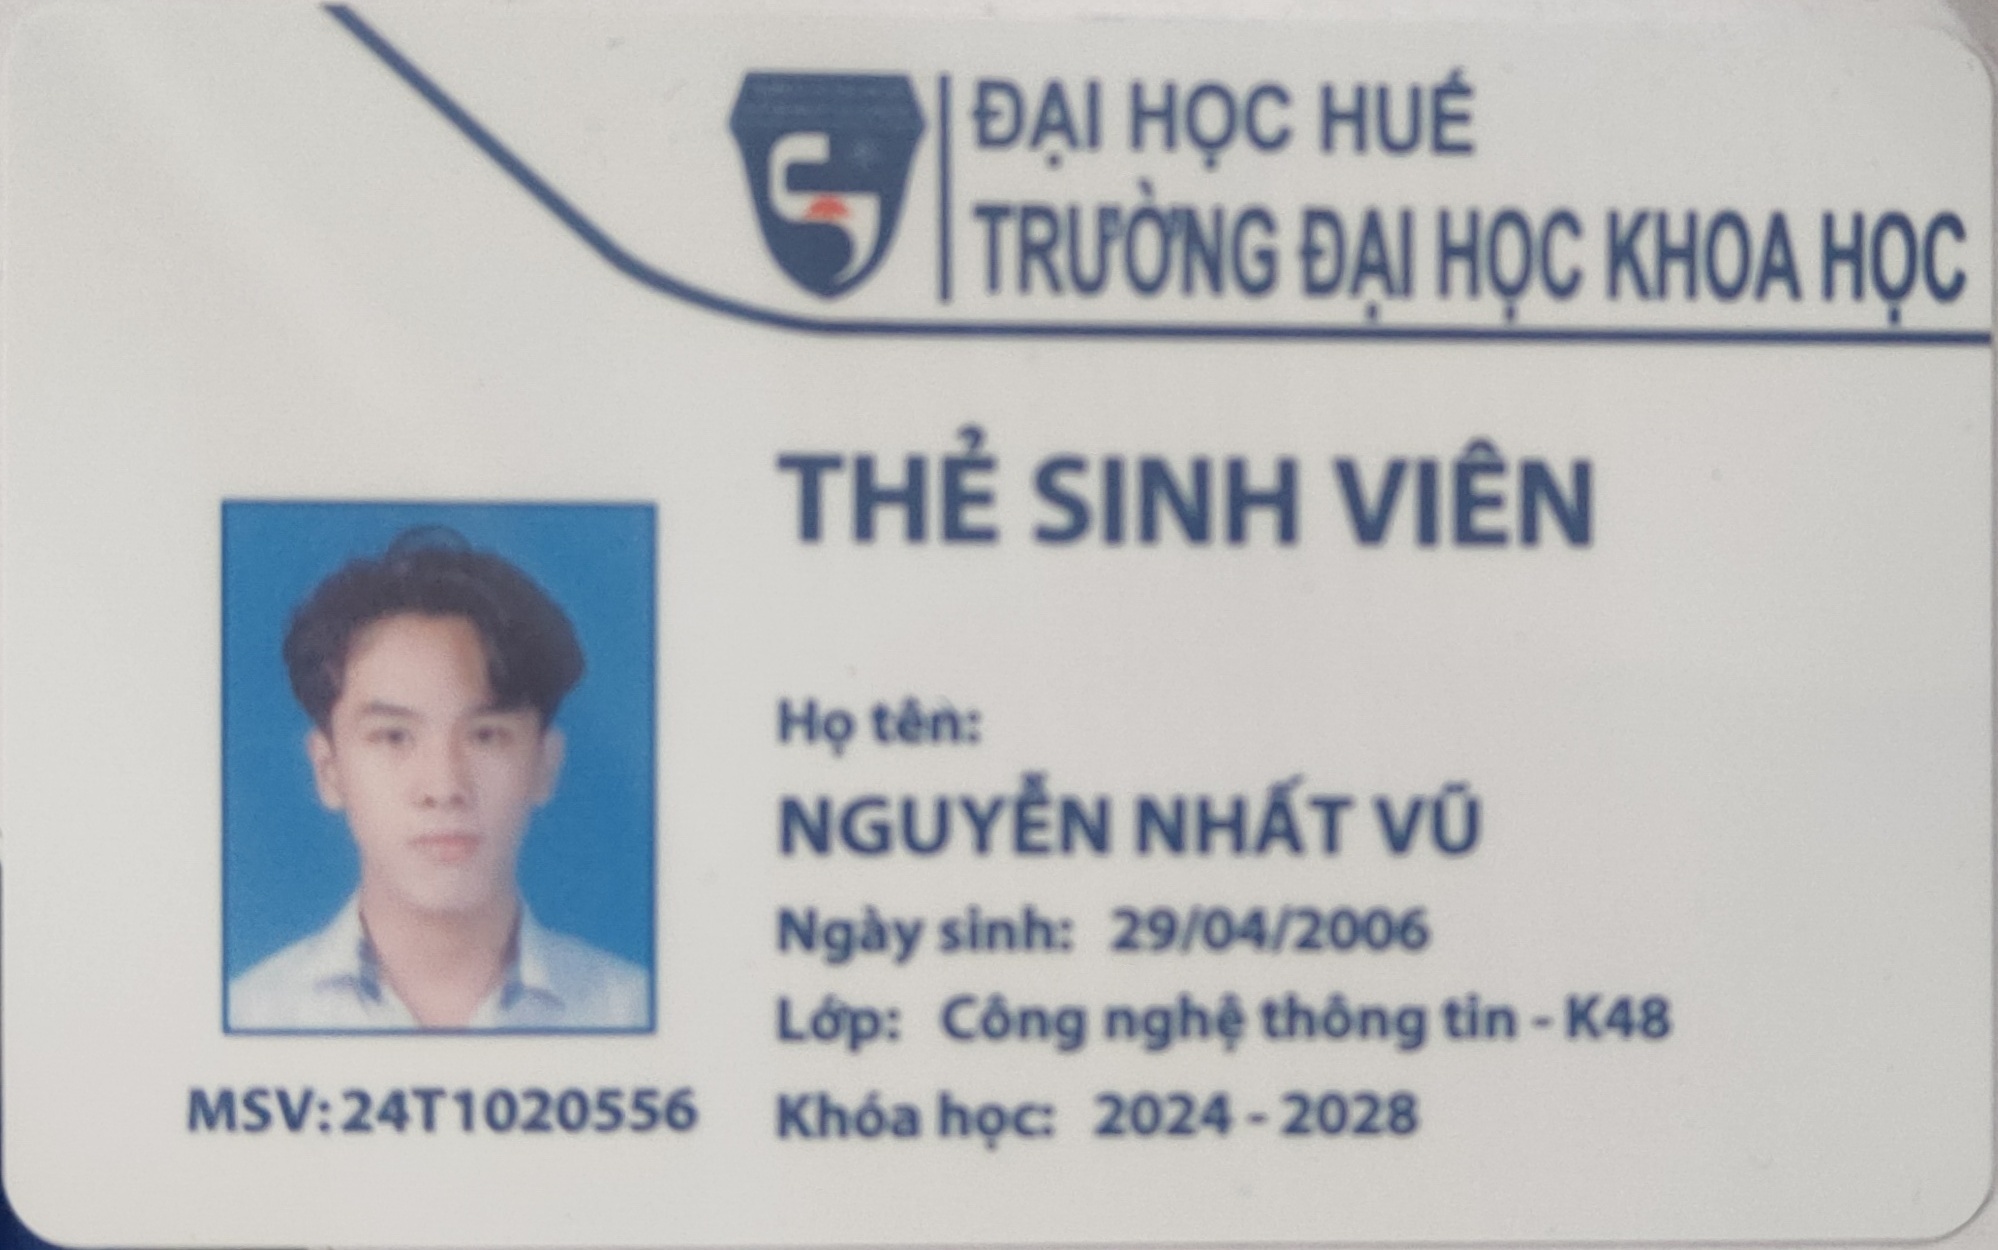 ĐẠI HỌC HUẾ
TRƯỜNG ĐẠI HỌC KHOA HỌC
THẺ SINH VIÊN
Họ tên:
NGUYỄN NHẤT VŨ
Ngày sinh: 29/04/2006
Lớp: Công nghệ thông tin - K48
Khóa học: 2024 - 2028
MSV: 24T1020556